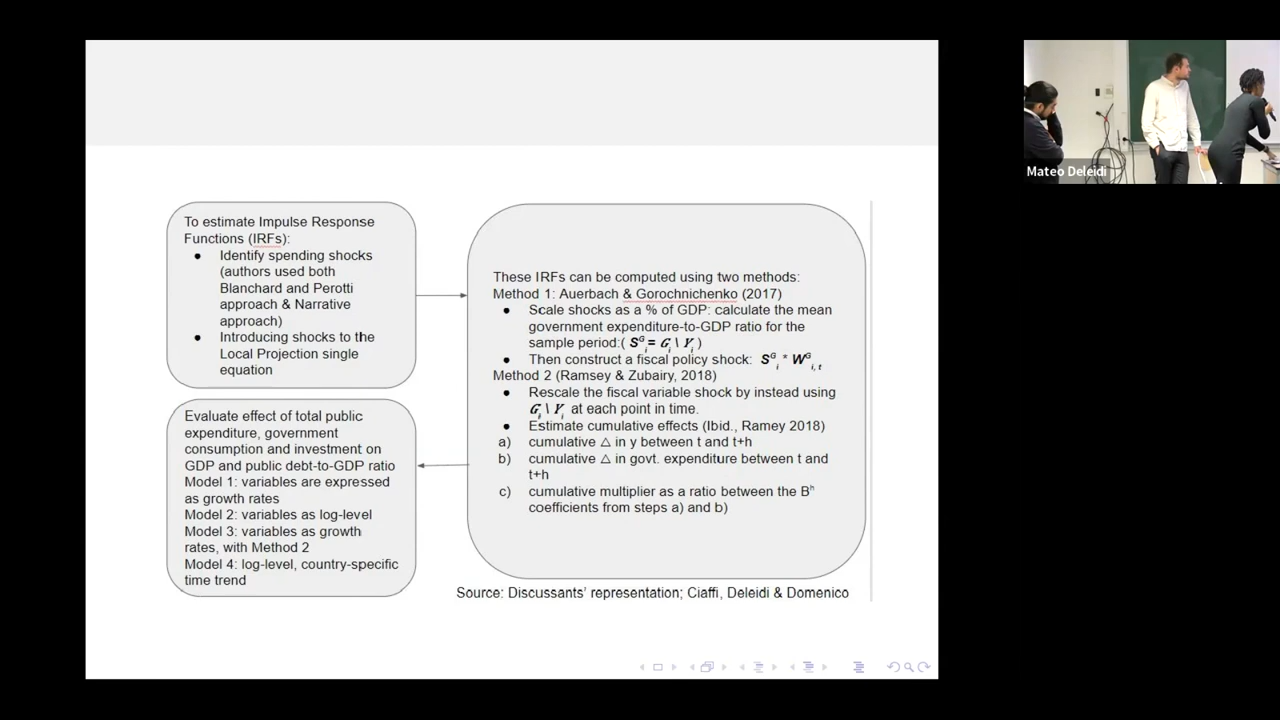 To estimate Impulse Response
Functions (IRFs):
● Identify spending shocks
(authors used both
Blanchard and Perotti
approach & Narrative
approach)
● Introducing shocks to the
Local Projection single
equation
Evaluate effect of total public
expenditure, government
consumption and investment on
GDP and public debt-to-GDP ratio
Model 1: variables are expressed
as growth rates
Model 2: variables as log-level
Model 3: variables as growth
rates, with Method 2
Model 4: log-level, country-specific
time trend
These IRFs can be computed using two methods:
Method 1: Auerbach & Gorochnichenko (2017)
● Scale shocks as a % of GDP: calculate the mean
government expenditure-to-GDP ratio for the
sample period:( S^G_i = G_i \ Y_i )
● Then construct a fiscal policy shock: S^G_i * W^G_i,t
Method 2 (Ramsey & Zubairy, 2018)
● Rescale the fiscal variable shock by instead using
G_i \ Y_i at each point in time.
● Estimate cumulative effects (Ibid., Ramey 2018)
a) cumulative △ in y between t and t+h
b) cumulative △ in govt. expenditure between t and
t+h
c) cumulative multiplier as a ratio between the B^h
coefficients from steps a) and b)
Source: Discussants' representation; Ciaffi, Deleidi & Domenico
Mateo Deleidi